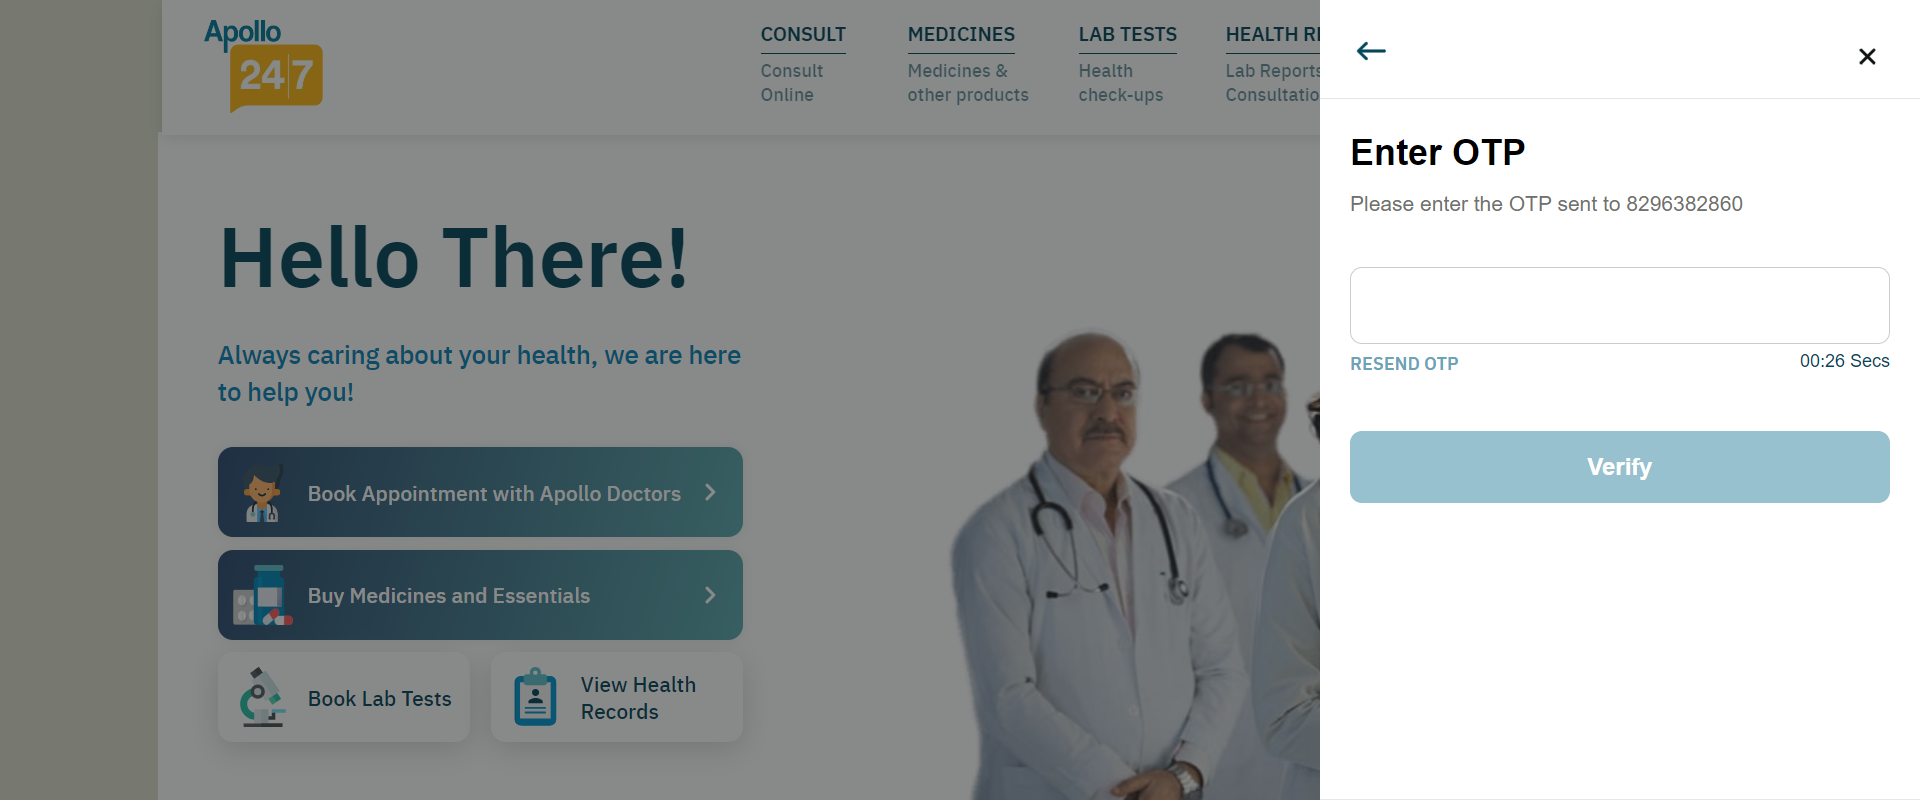 Apollo
24|7
CONSULT
Consult
Online
MEDICINES
Medicines &
other products
LAB TESTS
Health
check-ups
HEALTH R
Lab Reports
Consultatio
Hello There!
Always caring about your health, we are here
to help you!
Book Appointment with Apollo Doctors
Buy Medicines and Essentials
Book Lab Tests
View Health
Records
Enter OTP
Please enter the OTP sent to 8296382860
RESEND OTP
00:26 Secs
Verify